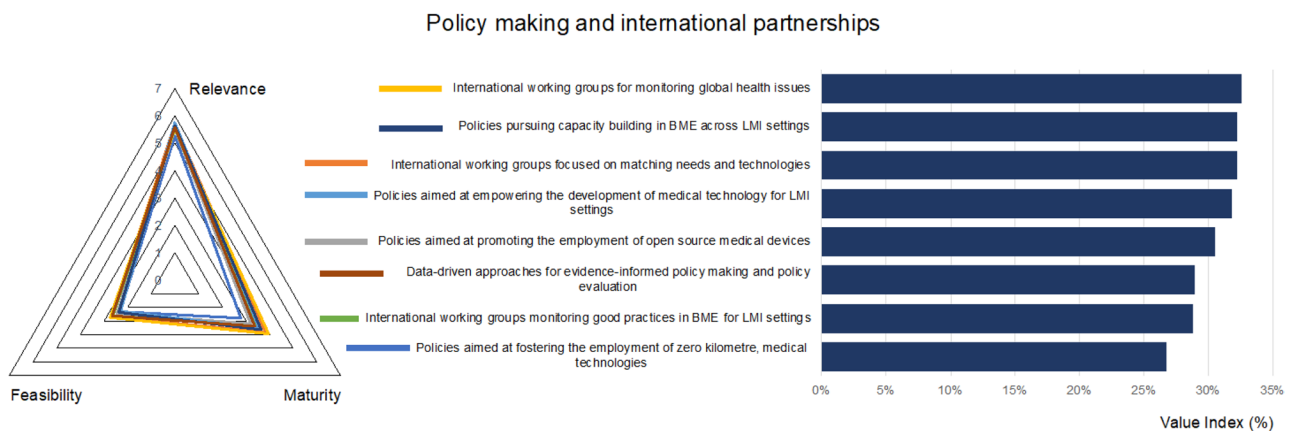 Policy making and international partnerships
7
Relevance
6
5
4
3
2
1
0
Feasibility
Maturity
International working groups for monitoring global health issues
Policies pursuing capacity building in BME across LMI settings
International working groups focused on matching needs and technologies
Policies aimed at empowering the development of medical technology for LMI
settings
Policies aimed at promoting the employment of open source medical devices
Data-driven approaches for evidence-informed policy making and policy
evaluation
International working groups monitoring good practices in BME for LMI settings
Policies aimed at fostering the employment of zero kilometre, medical
technologies
0%
5%
10%
15%
20%
25%
30%
35%
Value Index (%)